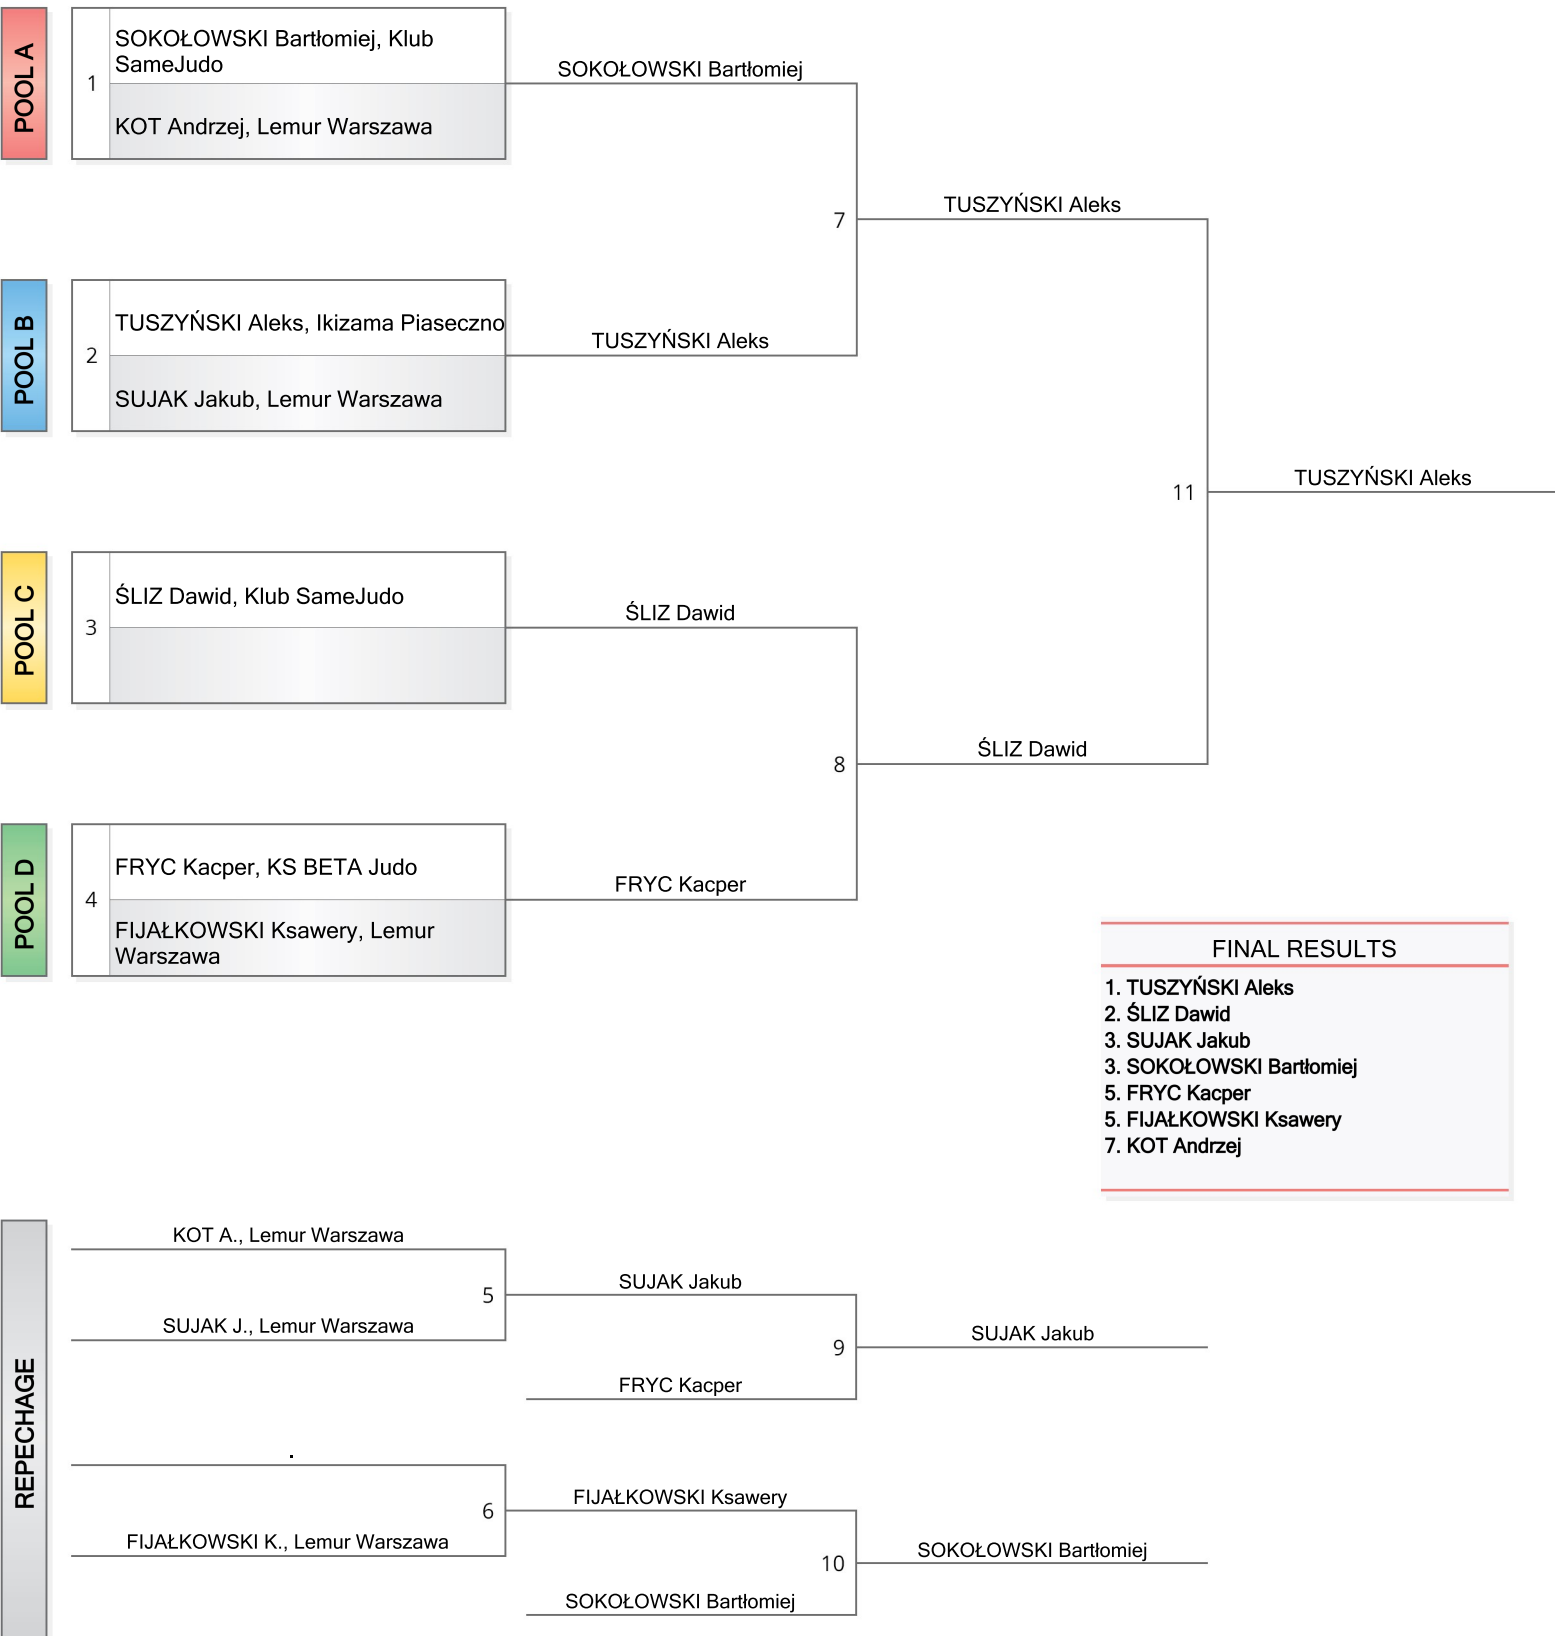 POOL A
1
SOKOŁOWSKI Bartłomiej, Klub
SameJudo
KOT Andrzej, Lemur Warszawa
SOKOŁOWSKI Bartłomiej
7
TUSZYŃSKI Aleks
POOL B
2
TUSZYŃSKI Aleks, Ikizama Piaseczno
SUJAK Jakub, Lemur Warszawa
TUSZYŃSKI Aleks
11
TUSZYŃSKI Aleks
POOL C
3
ŚLIZ Dawid, Klub SameJudo
ŚLIZ Dawid
8
ŚLIZ Dawid
POOL D
4
FRYC Kacper, KS BETA Judo
FIJAŁKOWSKI Ksawery, Lemur
Warszawa
FRYC Kacper
FINAL RESULTS
1. TUSZYŃSKI Aleks
2. ŚLIZ Dawid
3. SUJAK Jakub
3. SOKOŁOWSKI Bartłomiej
5. FRYC Kacper
5. FIJAŁKOWSKI Ksawery
7. KOT Andrzej
REPECHAGE
KOT A., Lemur Warszawa
5
SUJAK J., Lemur Warszawa
SUJAK Jakub
9
FRYC Kacper
SUJAK Jakub
.
6
FIJAŁKOWSKI K., Lemur Warszawa
FIJAŁKOWSKI Ksawery
10
SOKOŁOWSKI Bartłomiej
SOKOŁOWSKI Bartłomiej